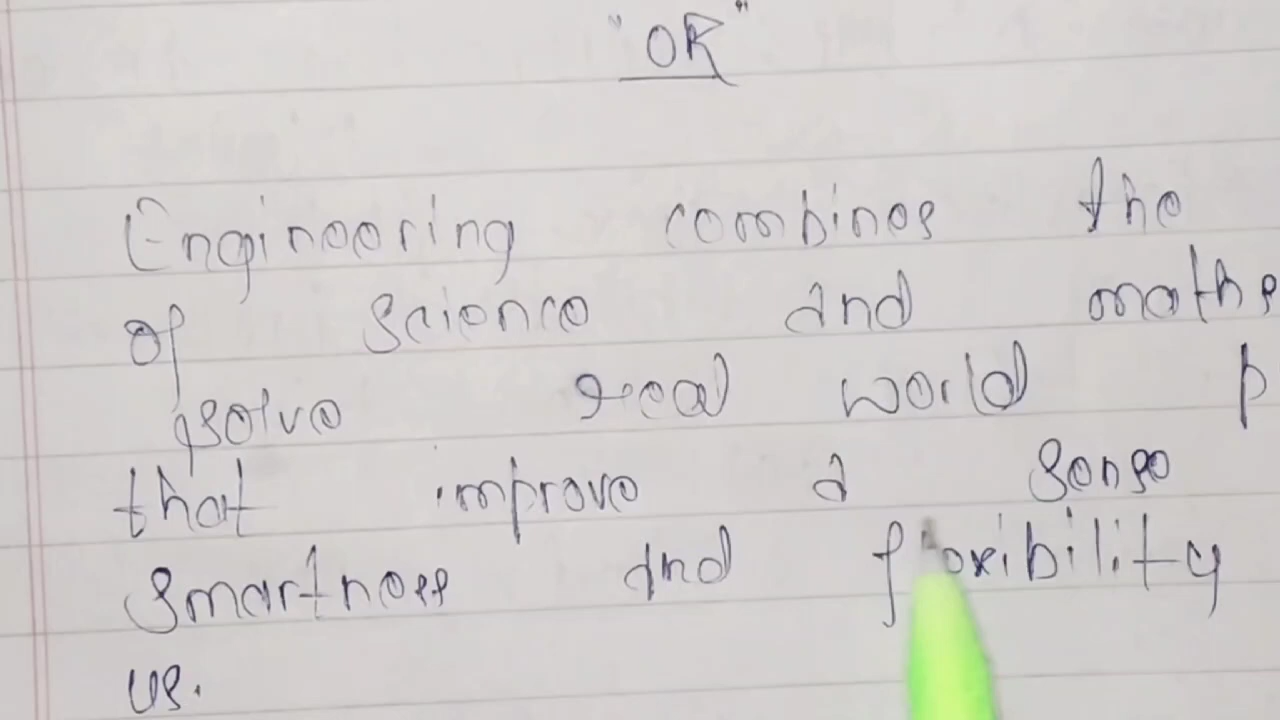 "OR"
Engineering combines the
of science and maths
solve real world p
that improve a sense
smartness and flexibility
us.